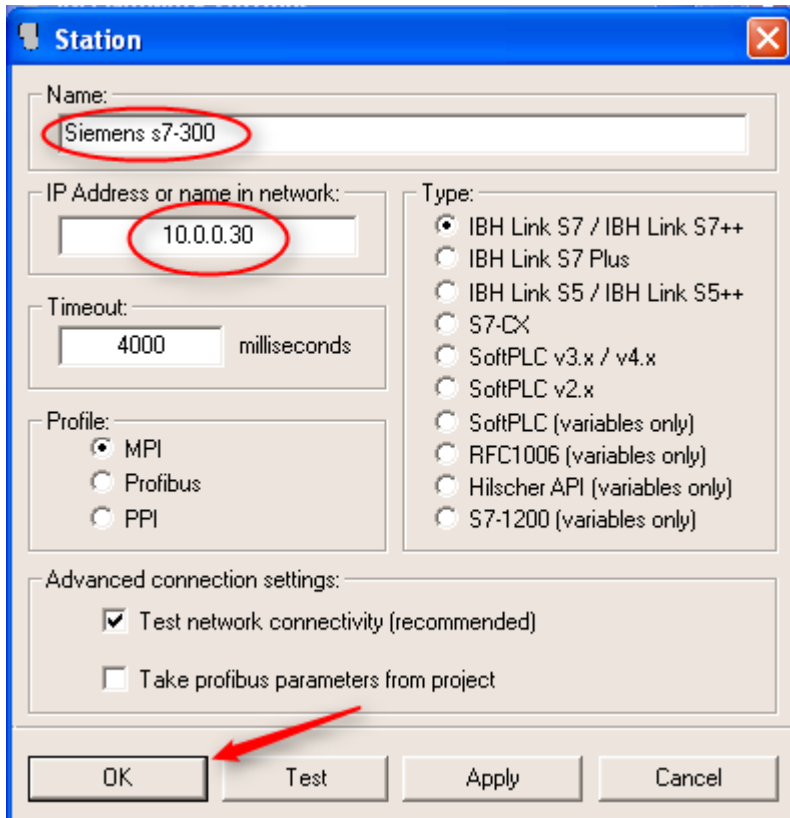 Station
Name:
Siemens s7-300
IP Address or name in network:
10.0.0.30
Timeout:
4000 milliseconds
Profile:
MPI
Profibus
PPI
Type:
IBH Link S7 / IBH Link S7++
IBH Link S7 Plus
IBH Link S5 / IBH Link S5++
S7-CX
SoftPLC v3.x / v4.x
SoftPLC v2.x
SoftPLC (variables only)
RFC1006 (variables only)
Hilscher API (variables only)
S7-1200 (variables only)
Advanced connection settings:
Test network connectivity (recommended)
Take profibus parameters from project
OK Test Apply Cancel